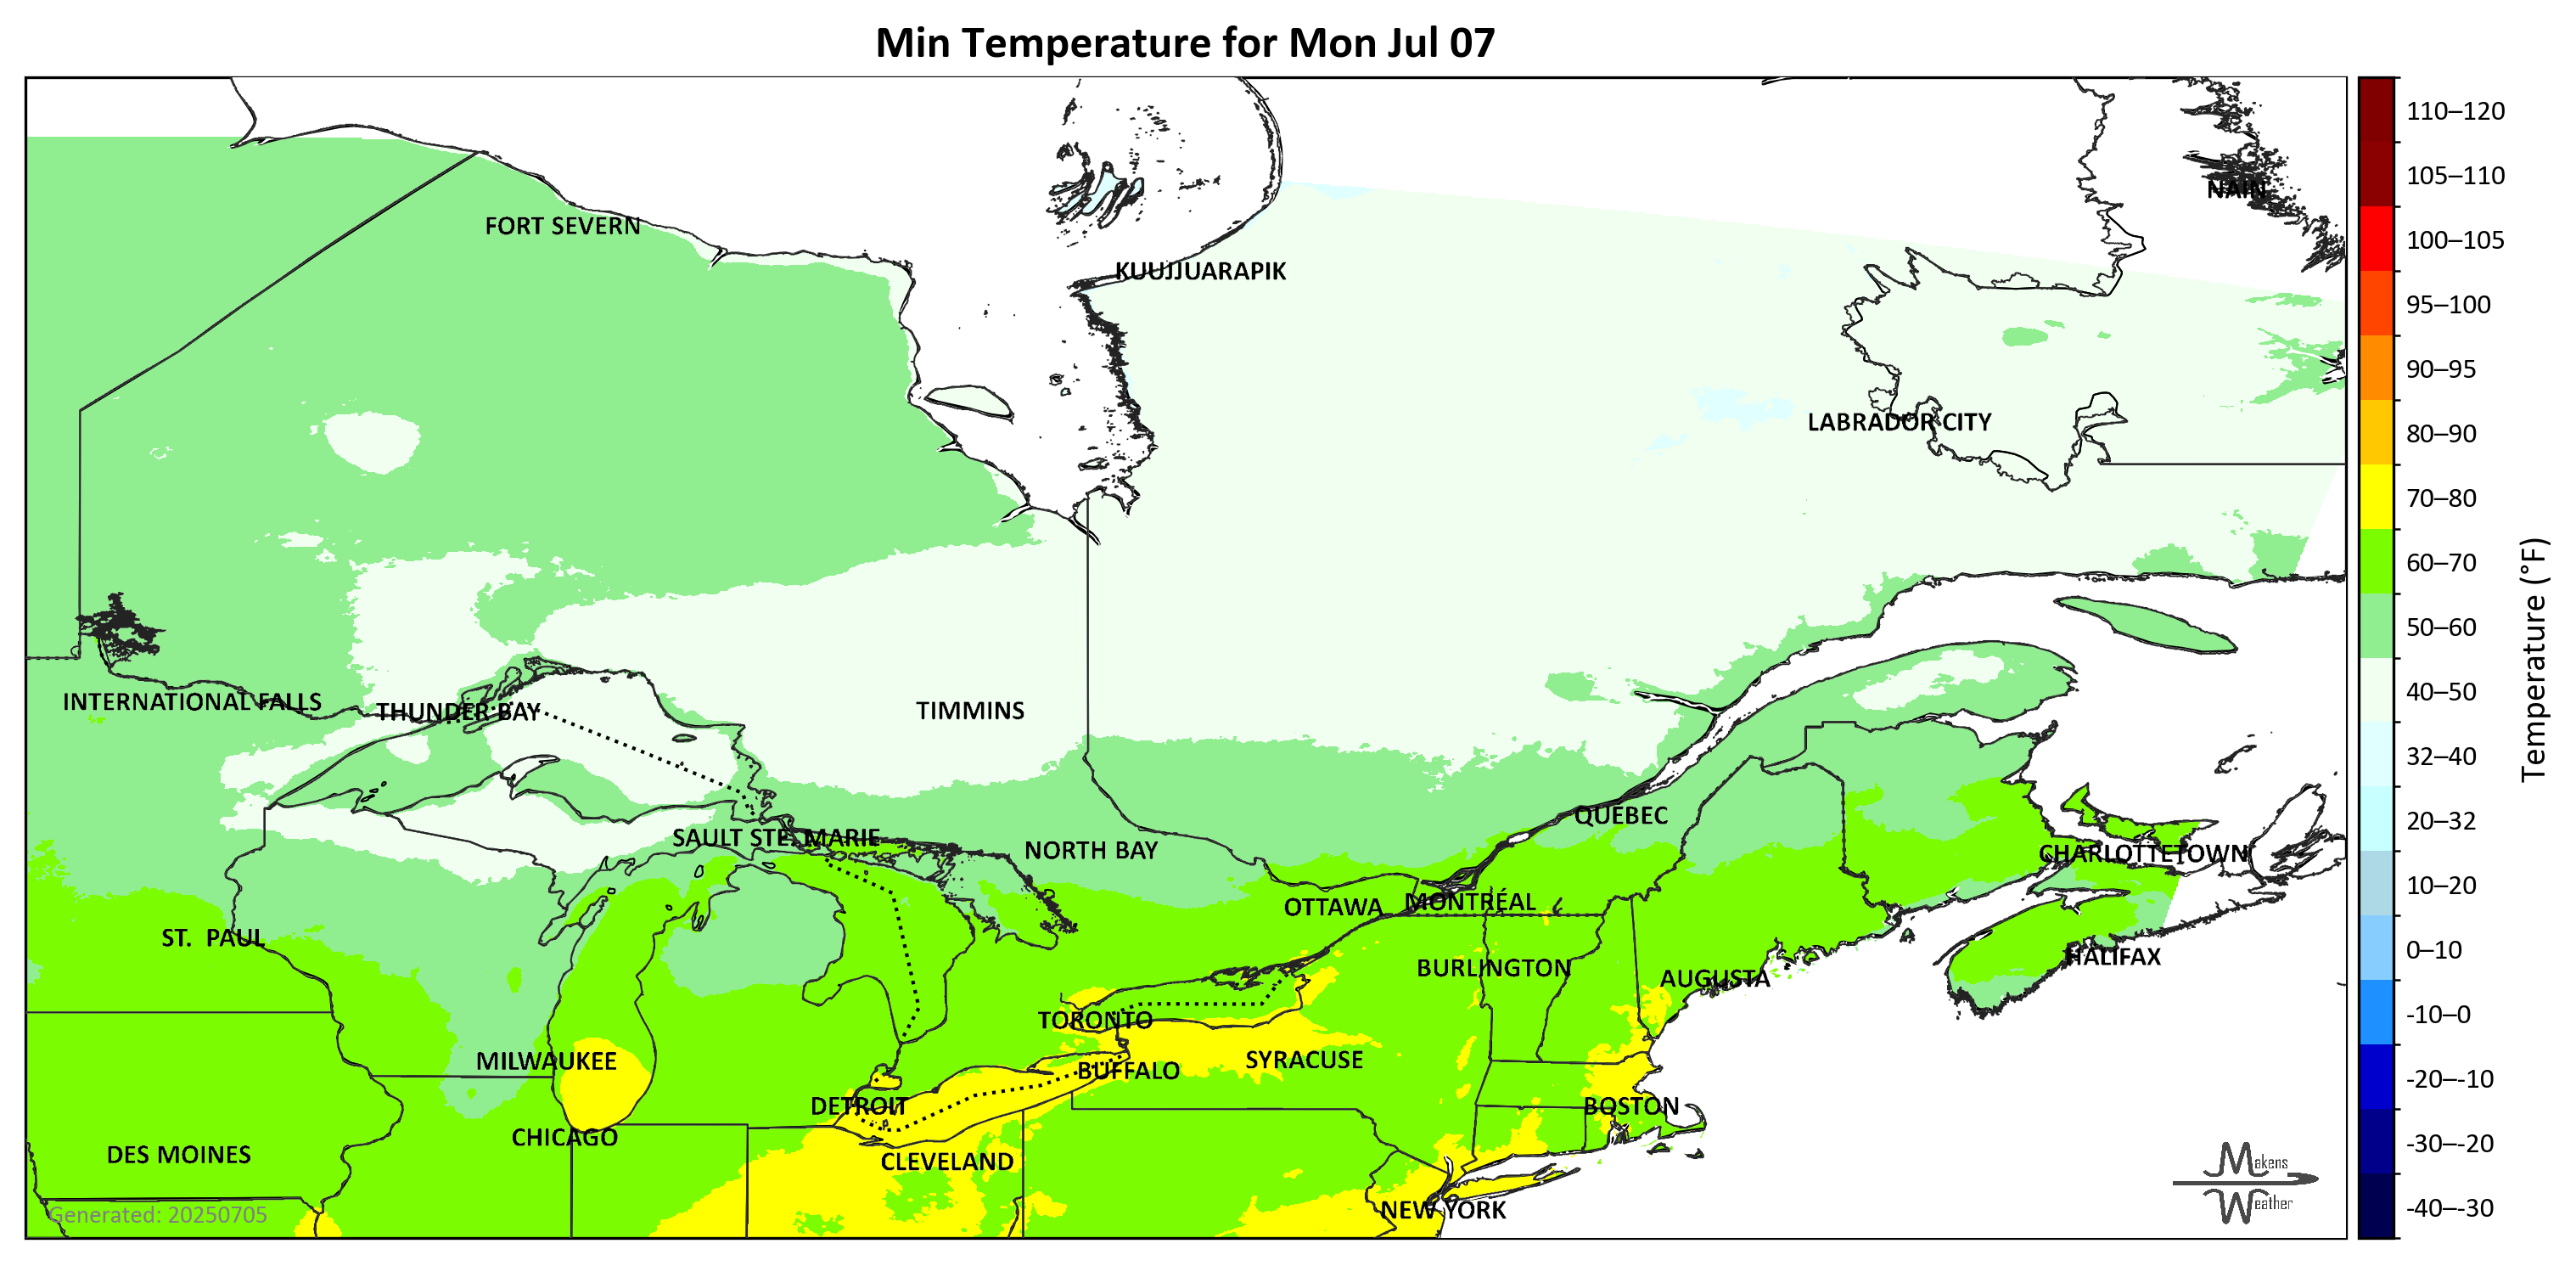 Min Temperature for Mon Jul 07
NAIN
FORT SEVERN
KUUJJUARAPIK
LABRADOR CITY
INTERNATIONAL FALLS
THUNDER BAY
TIMMINS
QUEBEC
SAULT STE. MARIE
NORTH BAY
CHARLOTTETOWN
MONTRÉAL
OTTAWA
ST. PAUL
HALIFAX
BURLINGTON
AUGUSTA
TORONTO
MILWAUKEE
SYRACUSE
BUFFALO
DETROIT
BOSTON
CHICAGO
DES MOINES
CLEVELAND
NEW YORK
Generated: 20250705
Makens
Weather
110–120
105–110
100–105
95–100
90–95
80–90
70–80
60–70
50–60
40–50
32–40
20–32
10–20
0–10
-10–0
-20–-10
-30–-20
-40–-30
Temperature (°F)